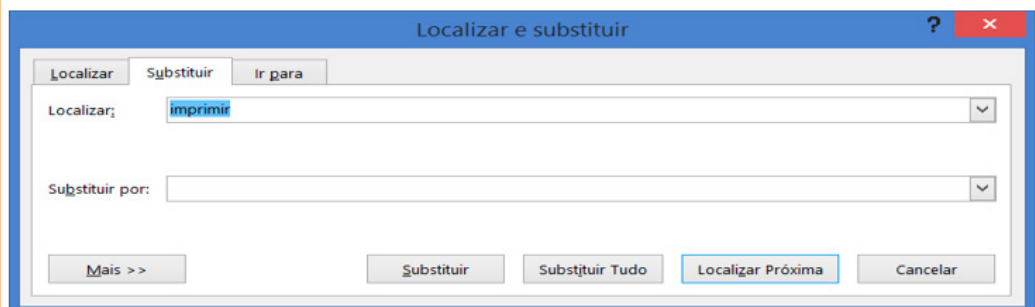 Localizar e substituir ? ×
Localizar Substituir Ir para
Localizar: imprimir
Substituir por:
Mais >> Substituir Substituir Tudo Localizar Próxima Cancelar